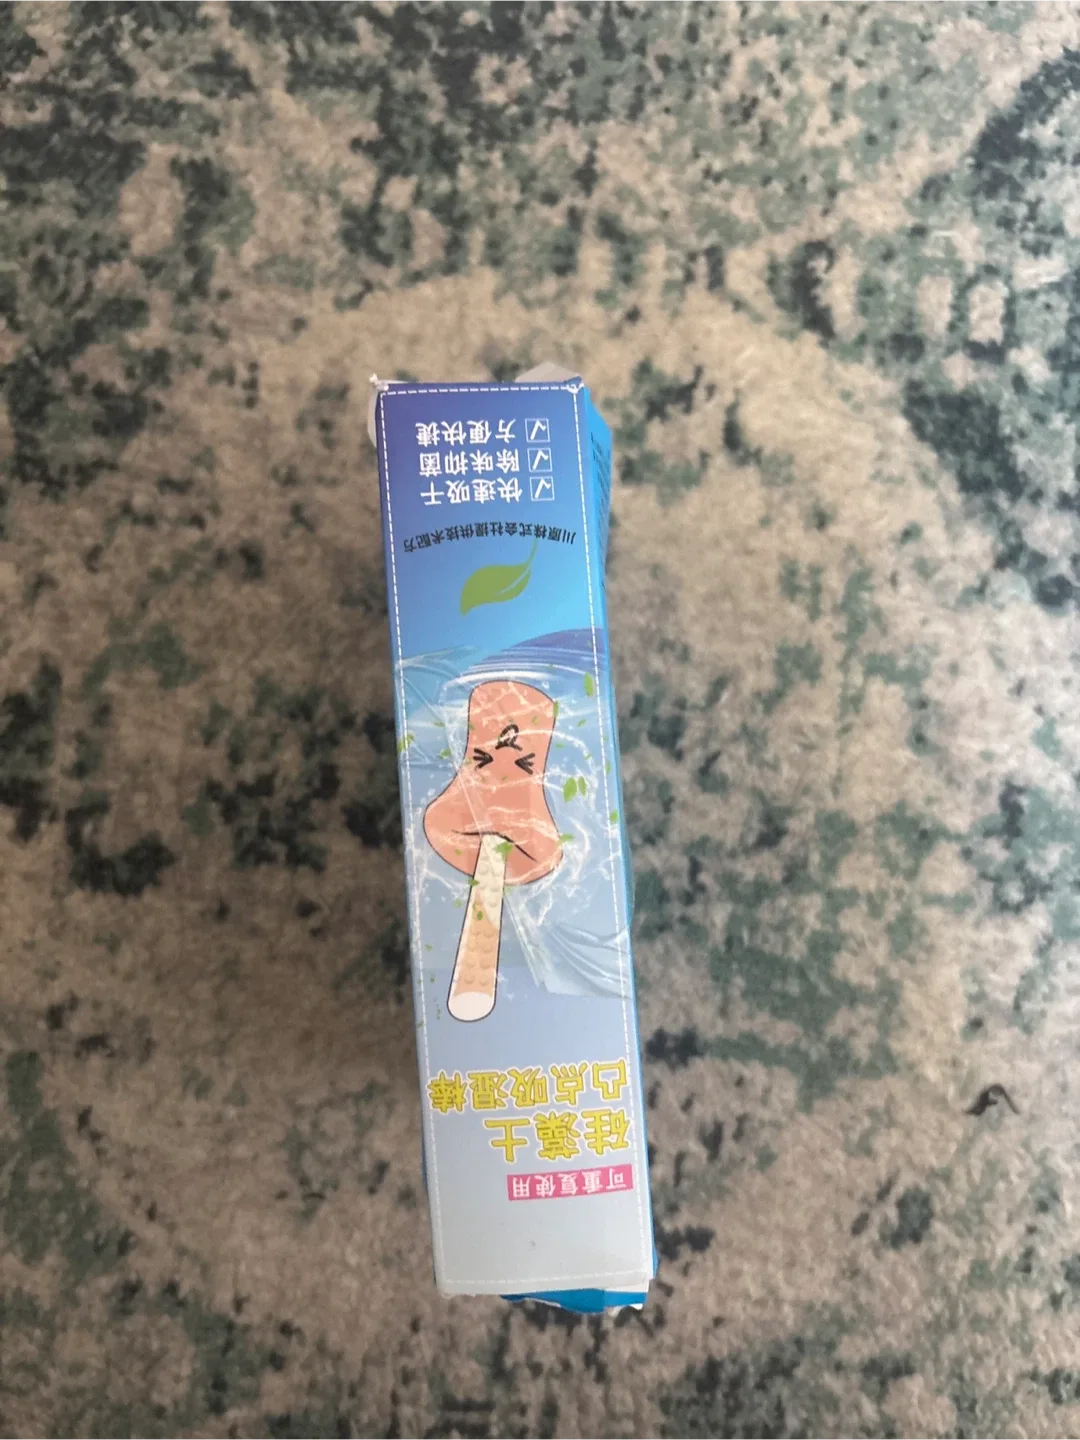 可重复使用
硅藻土
凸点吸湿棒
川原株式会社提供技术配方
快速吸干
除味抑菌
方便快捷